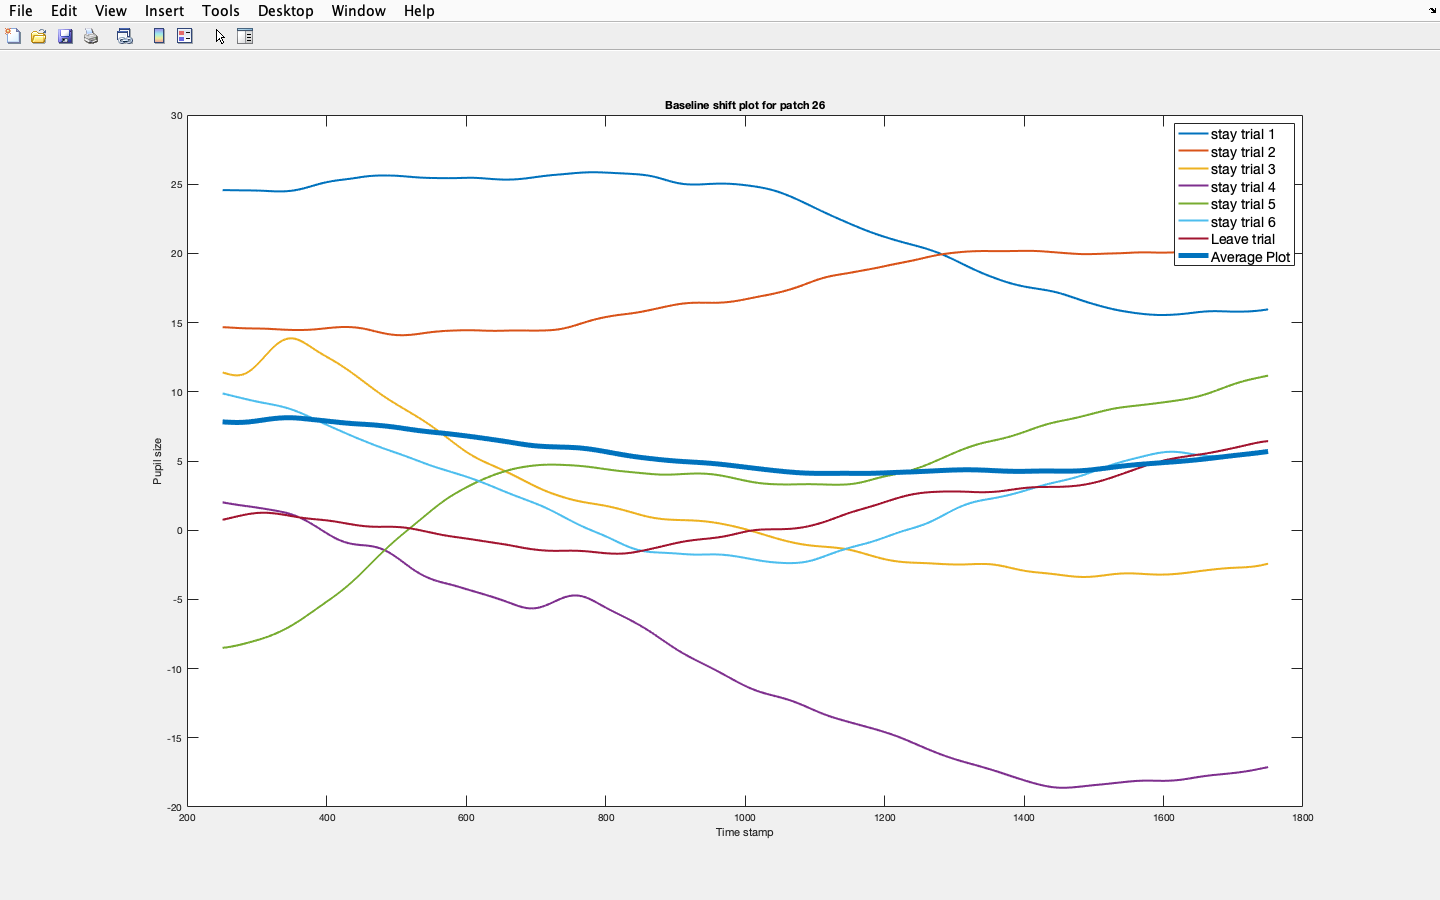 File Edit View Insert Tools Desktop Window Help
Baseline shift plot for patch 26
30
25
20
15
10
5
0
-5
-10
-15
-20
Pupil size
200 400 600 800 1000 1200 1400 1600 1800
Time stamp
stay trial 1
stay trial 2
stay trial 3
stay trial 4
stay trial 5
stay trial 6
Leave trial
Average Plot